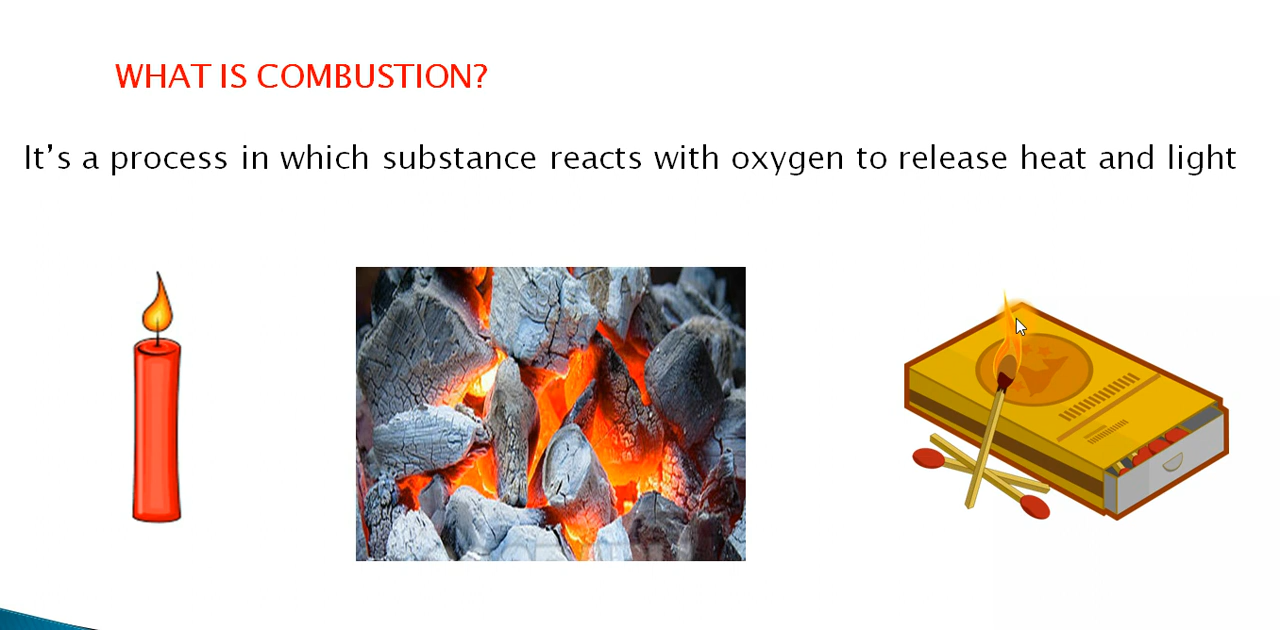 WHAT IS COMBUSTION?
It’s a process in which substance reacts with oxygen to release heat and light